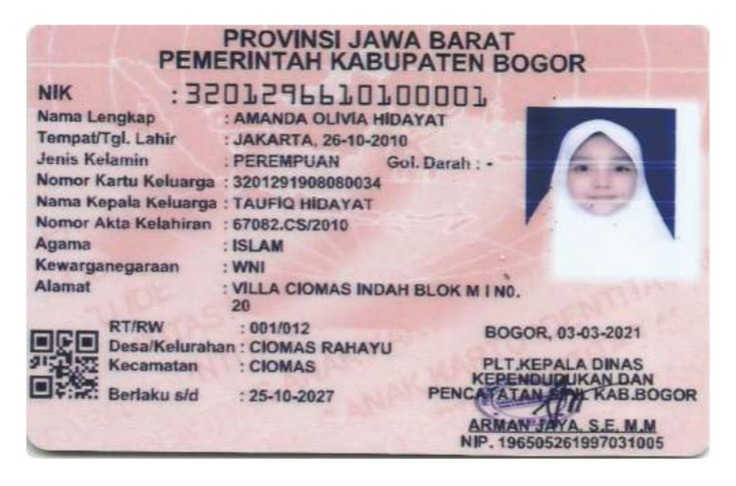 PROVINSI JAWA BARAT
PEMERINTAH KABUPATEN BOGOR
NIK : 3201296610100001
Nama Lengkap : AMANDA OLIVIA HIDAYAT
Tempat/Tgl. Lahir : JAKARTA, 26-10-2010
Jenis Kelamin : PEREMPUAN Gol. Darah : -
Nomor Kartu Keluarga : 3201291908080034
Nama Kepala Keluarga : TAUFIQ HIDAYAT
Nomor Akta Kelahiran : 67082.CS/2010
Agama : ISLAM
Kewarganegaraan : WNI
Alamat : VILLA CIOMAS INDAH BLOK M I N0.
20
RT/RW : 001/012
Desa/Kelurahan : CIOMAS RAHAYU
Kecamatan : CIOMAS
Berlaku s/d : 25-10-2027
BOGOR, 03-03-2021
PLT.KEPALA DINAS
KEPENDUDUKAN DAN
PENCATATAN SIPIL KAB.BOGOR
ARMAN JAYA, S.E, M.M
NIP. 196505261997031005